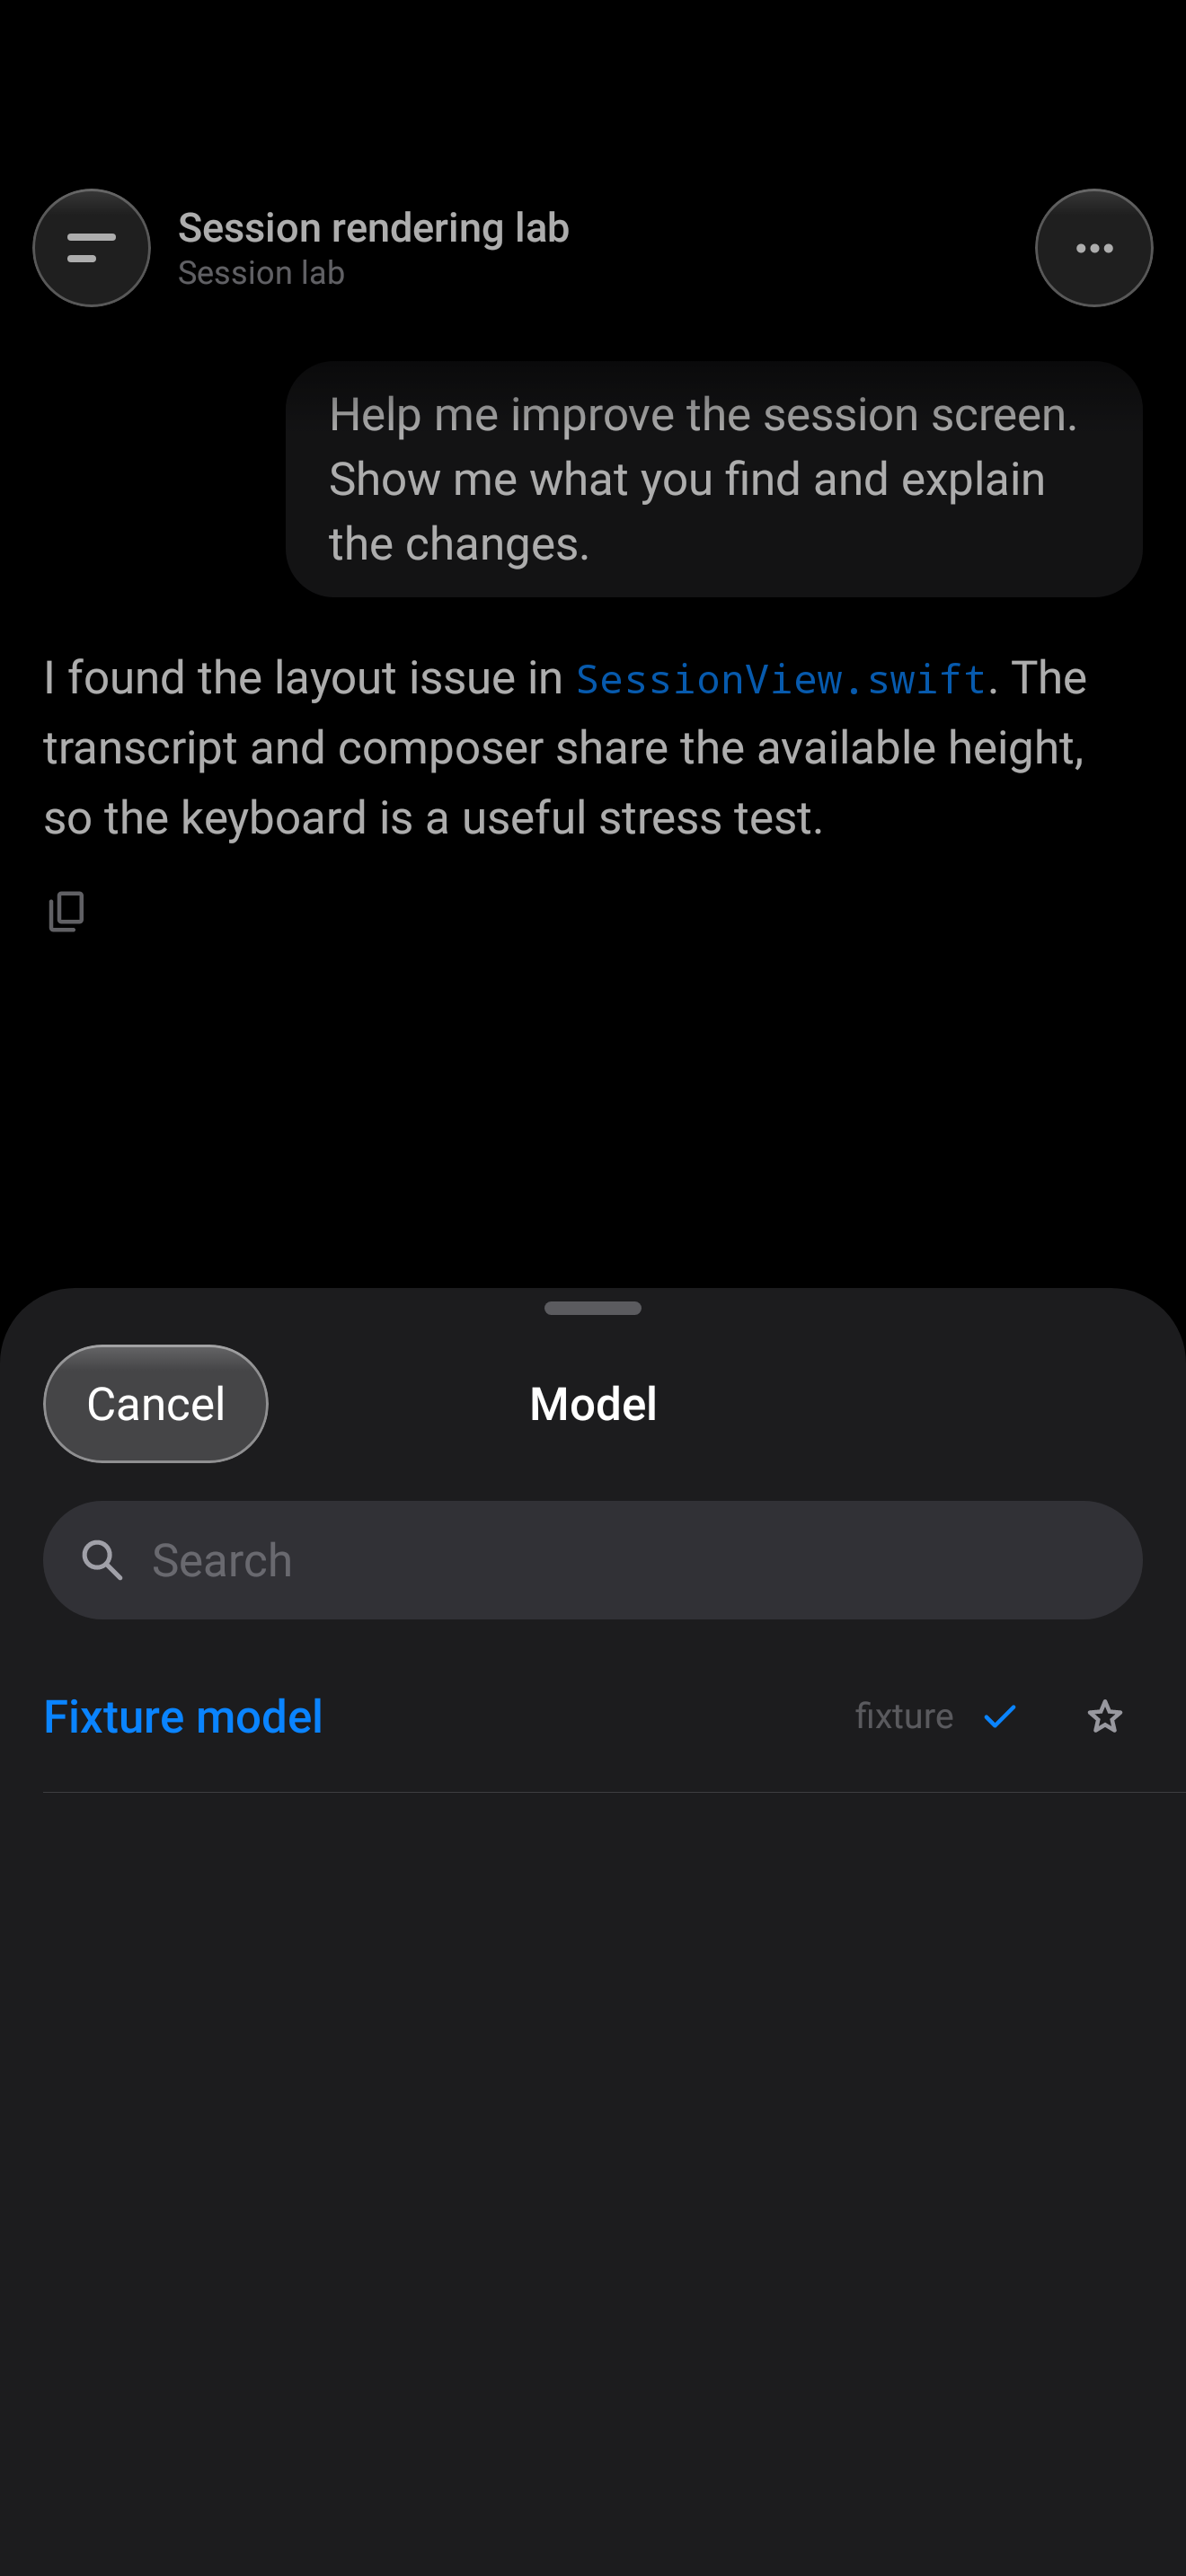 Session rendering lab
Session lab
Help me improve the session screen.
Show me what you find and explain
the changes.
I found the layout issue in SessionView.swift. The
transcript and composer share the available height,
so the keyboard is a useful stress test.
Cancel
Model
Search
Fixture model
fixture